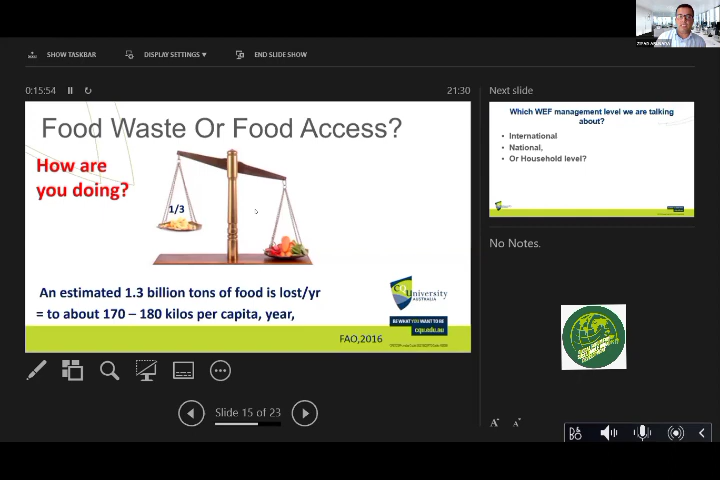 SHOW TASKBAR
DISPLAY SETTINGS
END SLIDE SHOW
0:15:54
21:30
Next slide
Food Waste Or Food Access?
How are
you doing?
1/3
An estimated 1.3 billion tons of food is lost/yr
= to about 170 – 180 kilos per capita, year,
CQUniversity
AUSTRALIA
BE WHAT YOU WANT TO BE
cqu.edu.au
FAO,2016
Which WEF management level we are talking
about?
• International
• National,
• Or Household level?
No Notes.
Slide 15 of 23
A
A
B&O